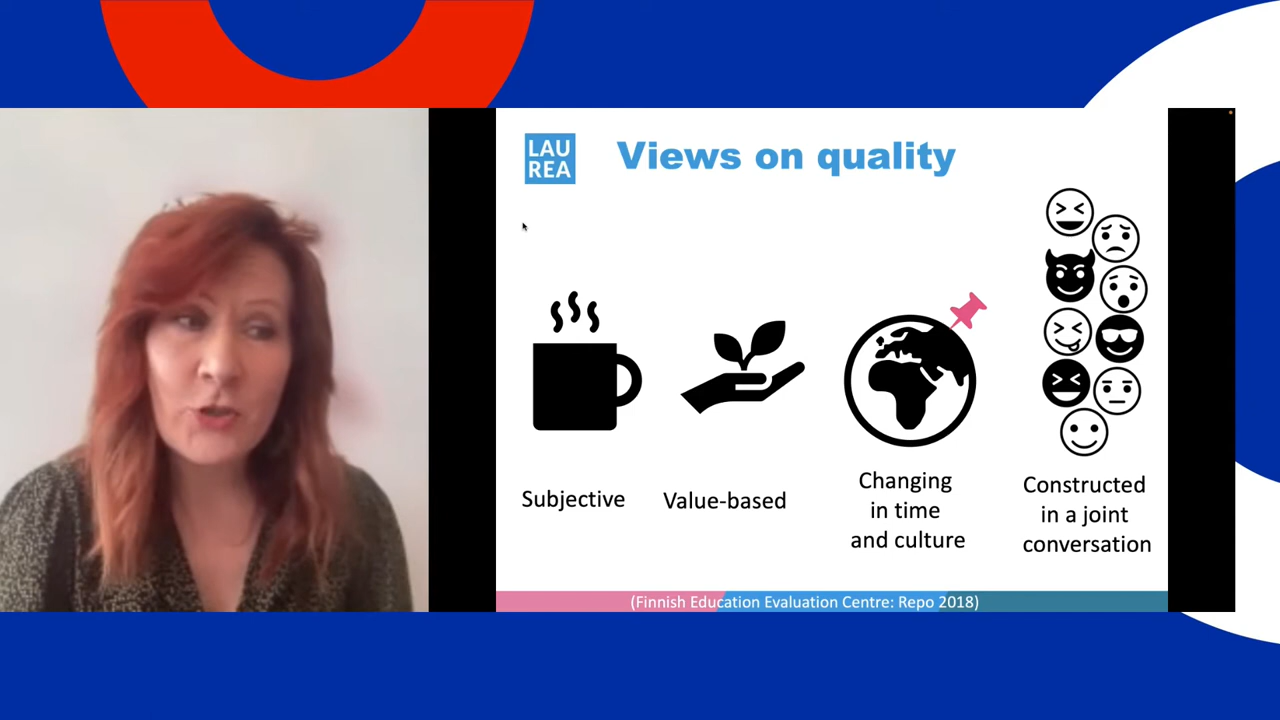 LAU
REA
Views on quality
Subjective
Value-based
Changing
in time
and culture
Constructed
in a joint
conversation
(Finnish Education Evaluation Centre: Repo 2018)